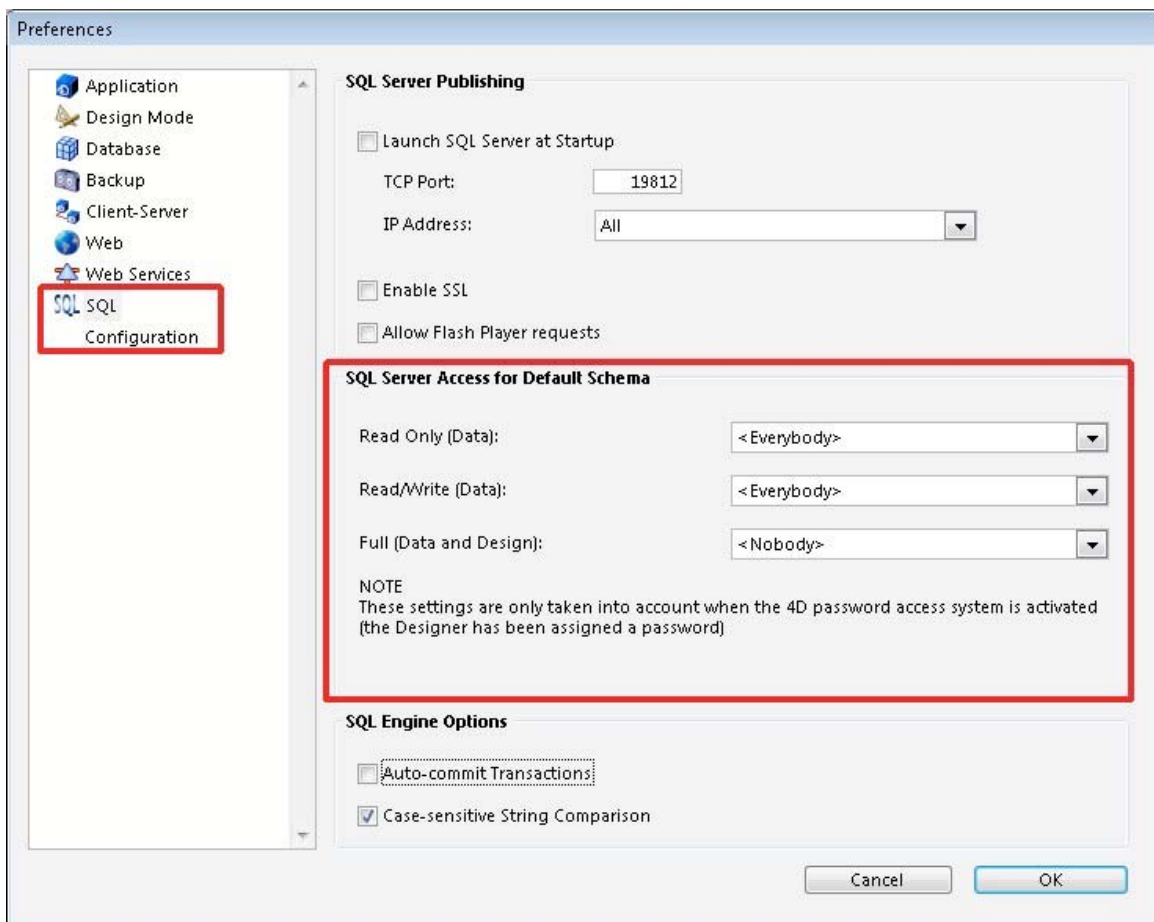 Preferences
Application
Design Mode
Database
Backup
Client-Server
Web
Web Services
SQL SQL
Configuration
SQL Server Publishing
Launch SQL Server at Startup
TCP Port: 19812
IP Address: All
Enable SSL
Allow Flash Player requests
SQL Server Access for Default Schema
Read Only (Data): <Everybody>
Read/Write (Data): <Everybody>
Full (Data and Design): <Nobody>
NOTE
These settings are only taken into account when the 4D password access system is activated
(the Designer has been assigned a password)
SQL Engine Options
Auto-commit Transactions
Case-sensitive String Comparison
Cancel OK